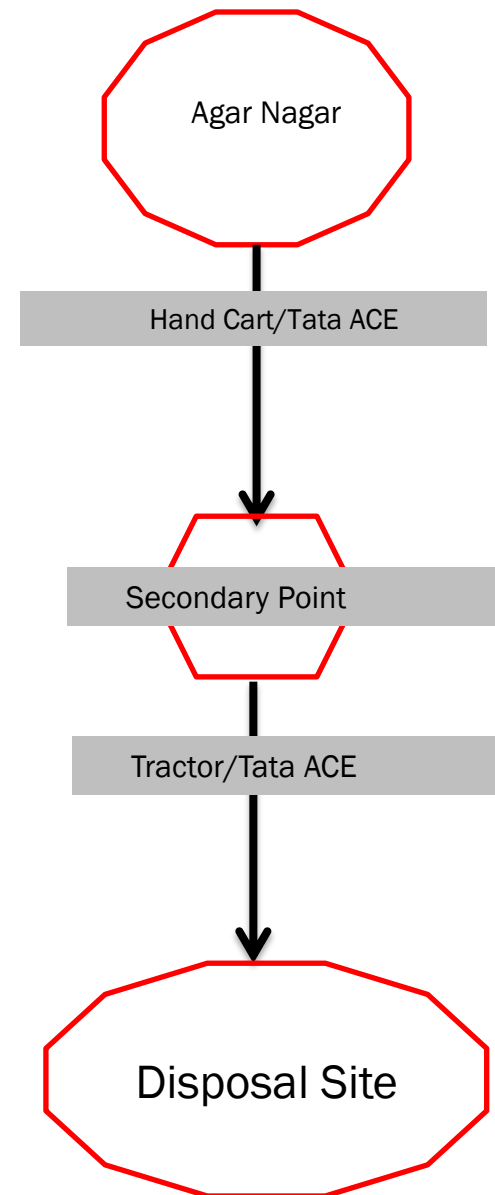 Agar Nagar
Hand Cart/Tata ACE
Secondary Point
Tractor/Tata ACE
Disposal Site